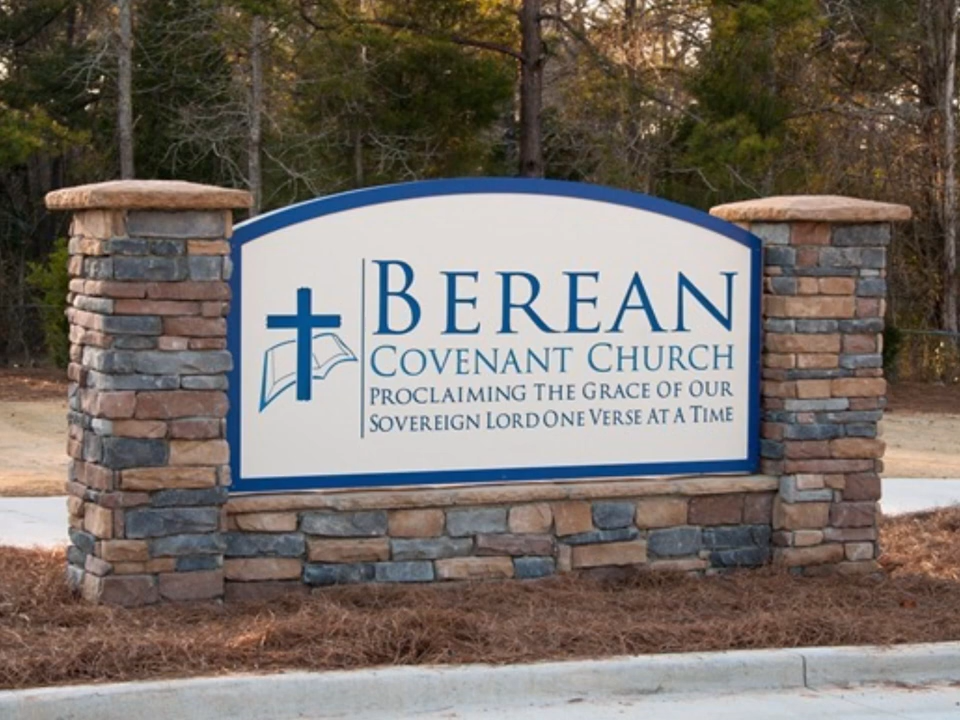 BEREAN
COVENANT CHURCH
PROCLAIMING THE GRACE OF OUR
SOVEREIGN LORD ONE VERSE AT A TIME